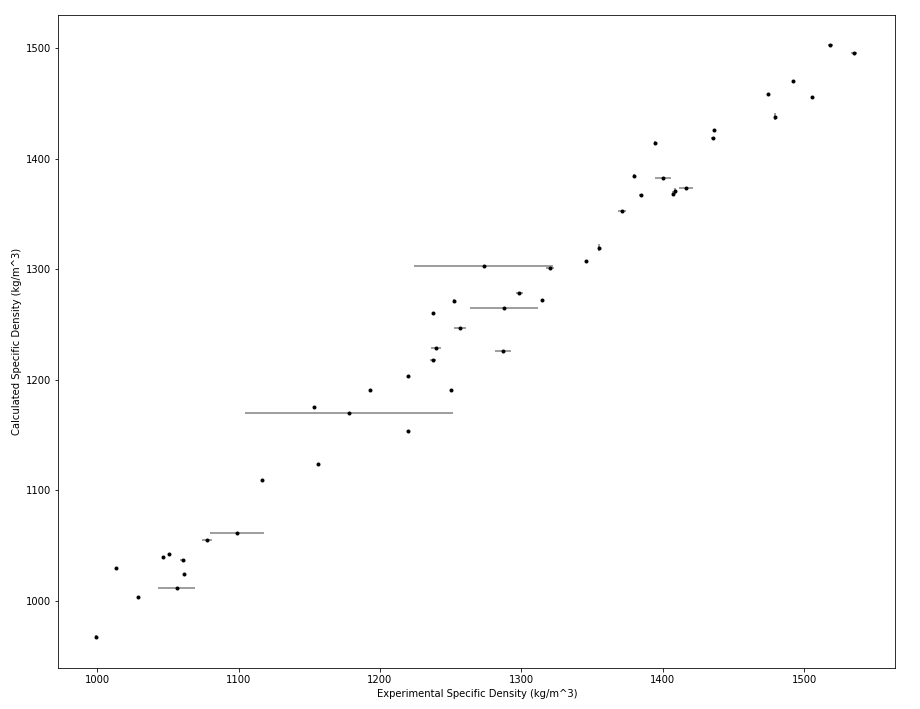 1500
1400
1300
1200
1100
1000
Calculated Specific Density (kg/m^3)
1000 1100 1200 1300 1400 1500
Experimental Specific Density (kg/m^3)